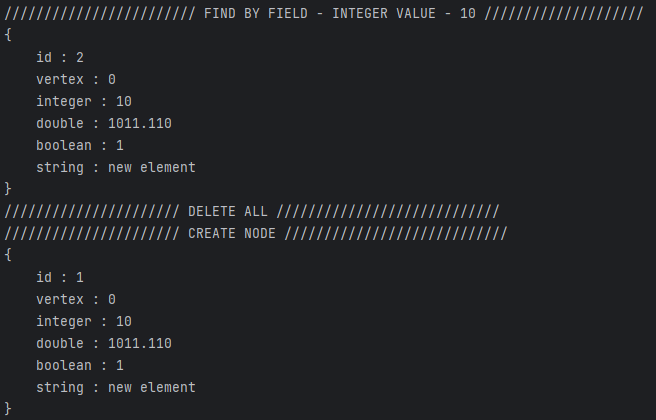 //////////////////////// FIND BY FIELD - INTEGER VALUE - 10 ////////////////////
{
    id : 2
    vertex : 0
    integer : 10
    double : 1011.110
    boolean : 1
    string : new element
}
////////////////////// DELETE ALL ////////////////////////////
////////////////////// CREATE NODE ////////////////////////////
{
    id : 1
    vertex : 0
    integer : 10
    double : 1011.110
    boolean : 1
    string : new element
}